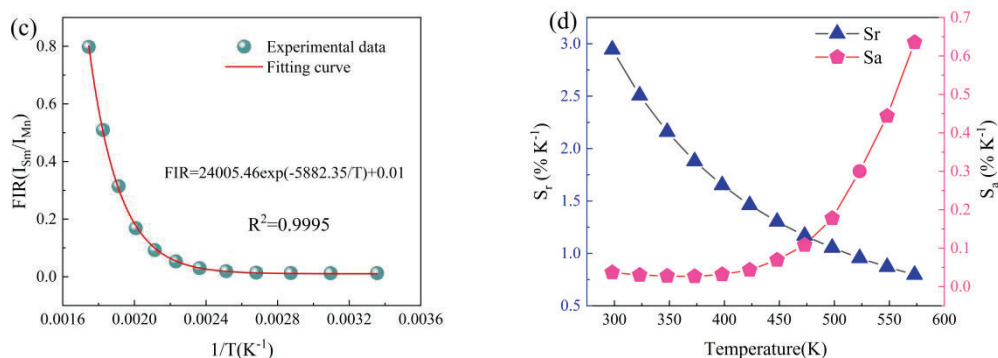 (c)
0.8
0.6
0.4
0.2
0.0
FIR(I_Sm/I_Mn)
Experimental data
Fitting curve
FIR=24005.46exp(-5882.35/T)+0.01
R²=0.9995
0.0016 0.0020 0.0024 0.0028 0.0032 0.0036
1/T(K⁻¹)
(d)
3.0
2.5
2.0
1.5
1.0
0.5
S_r (% K⁻¹)
Sr
Sa
0.7
0.6
0.5
0.4
0.3
0.2
0.1
0.0
S_a (% K⁻¹)
300 350 400 450 500 550 600
Temperature(K)